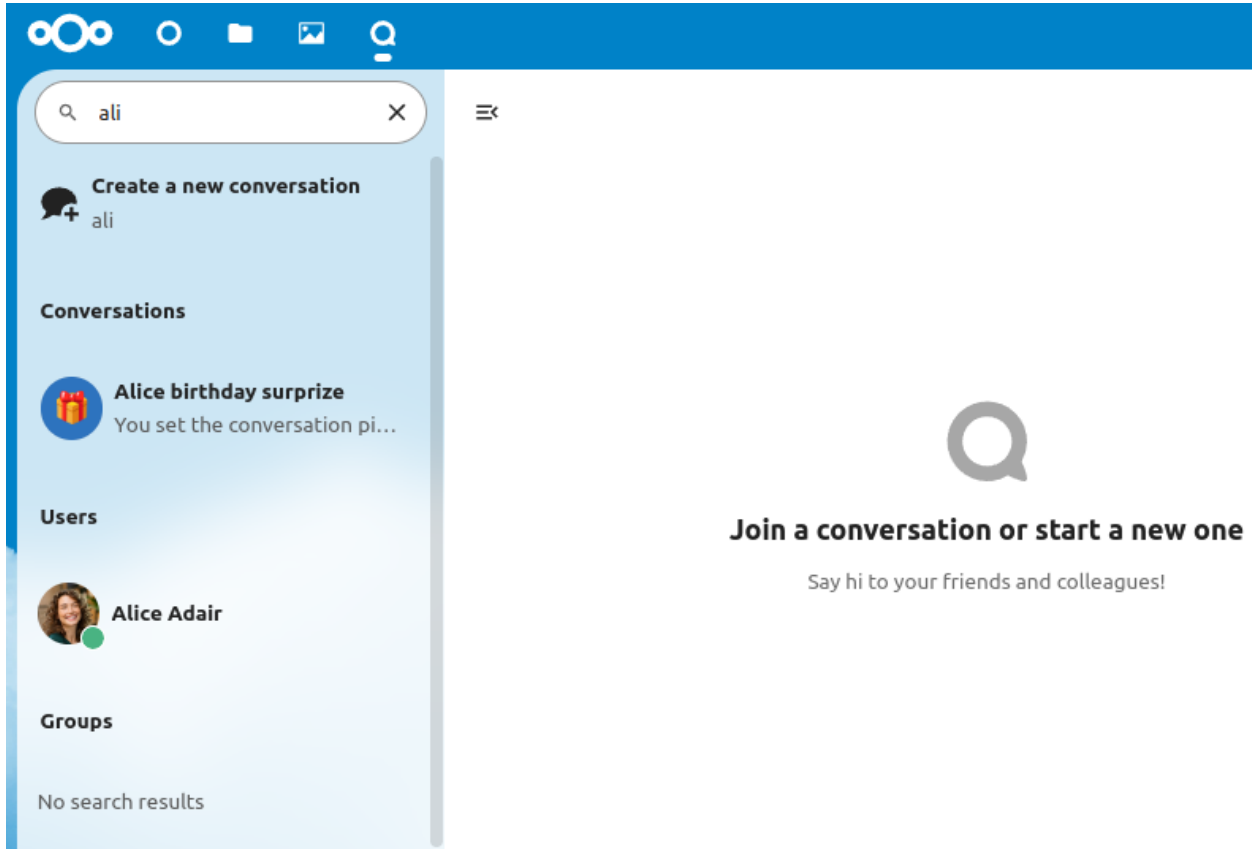 ali
Create a new conversation
ali
Conversations
Alice birthday surprize
You set the conversation pi…
Users
Alice Adair
Groups
No search results
Join a conversation or start a new one
Say hi to your friends and colleagues!